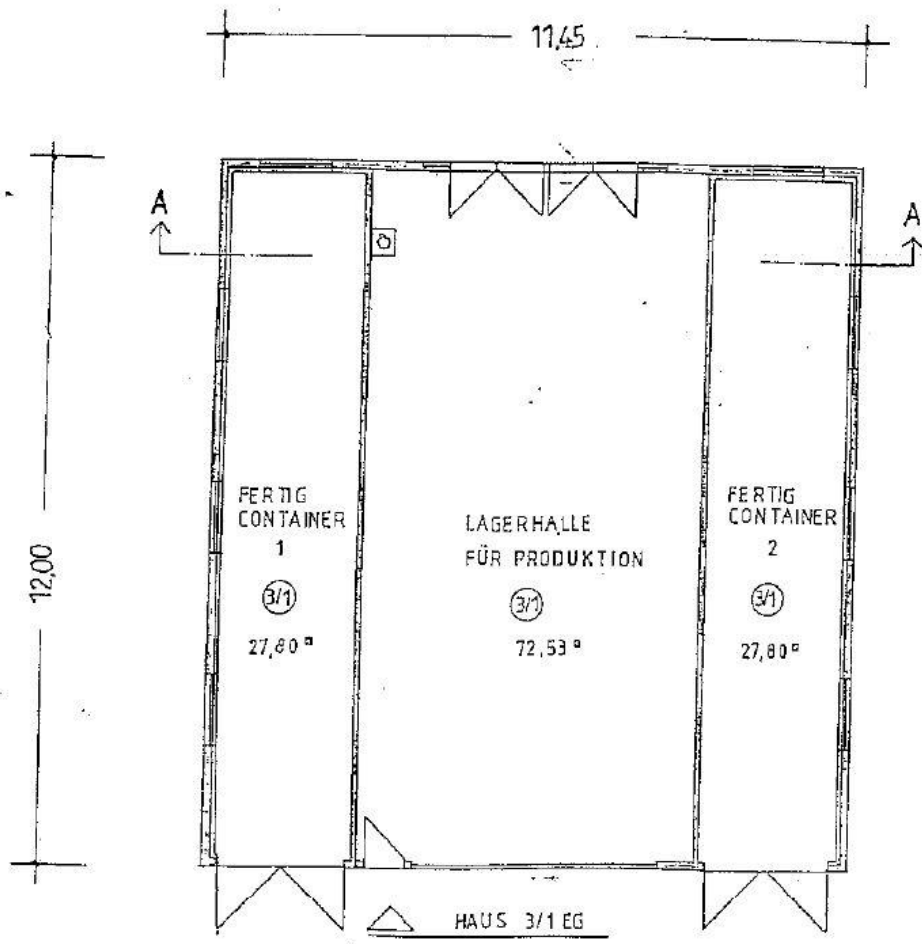 11,45
A
A
12,00
FERTIG
CONTAINER
1
3/1
27,80 ¤
LAGERHALLE
FÜR PRODUKTION
3/1
72,53 ¤
FERTIG
CONTAINER
2
3/1
27,80 ¤
HAUS 3/1 EG